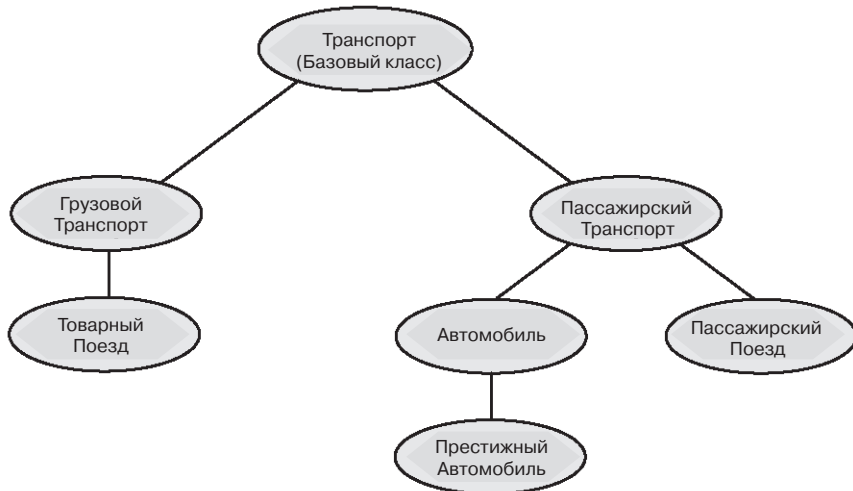 Транспорт
(Базовый класс)
Грузовой
Транспорт
Пассажирский
Транспорт
Товарный
Поезд
Автомобиль
Пассажирский
Поезд
Престижный
Автомобиль